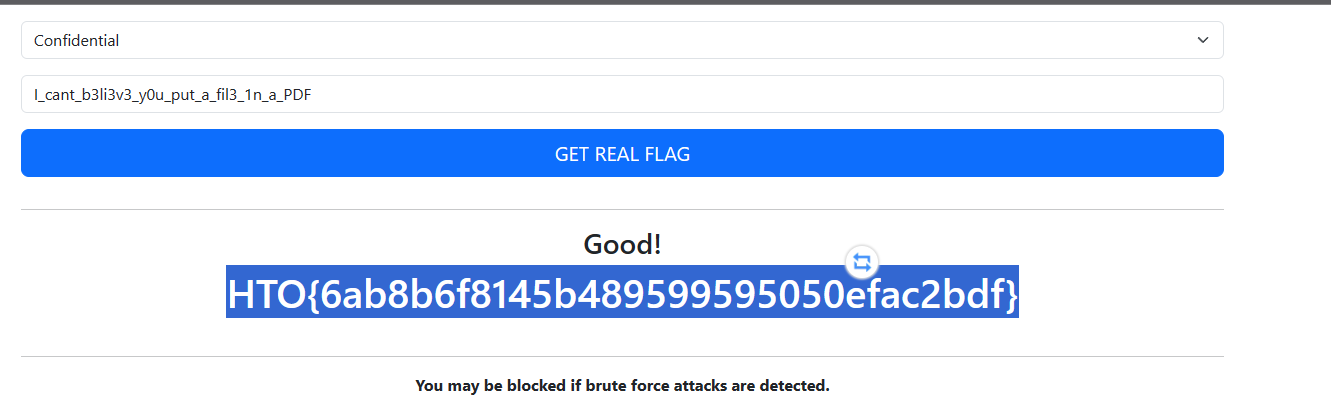 Confidential
I_cant_b3li3v3_y0u_put_a_fil3_1n_a_PDF
GET REAL FLAG
Good!
HTO{6ab8b6f8145b489599595050efac2bdf}
You may be blocked if brute force attacks are detected.